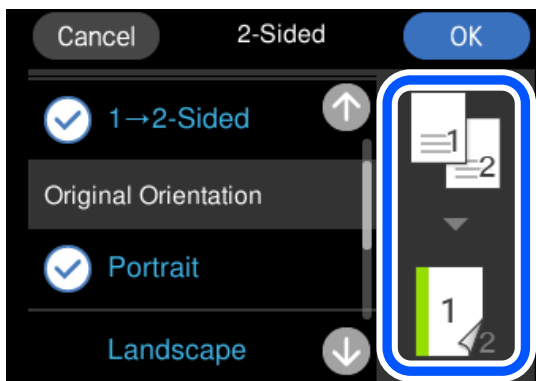 Cancel 2-Sided OK
1→2-Sided
Original Orientation
Portrait
Landscape
1
2
1
2